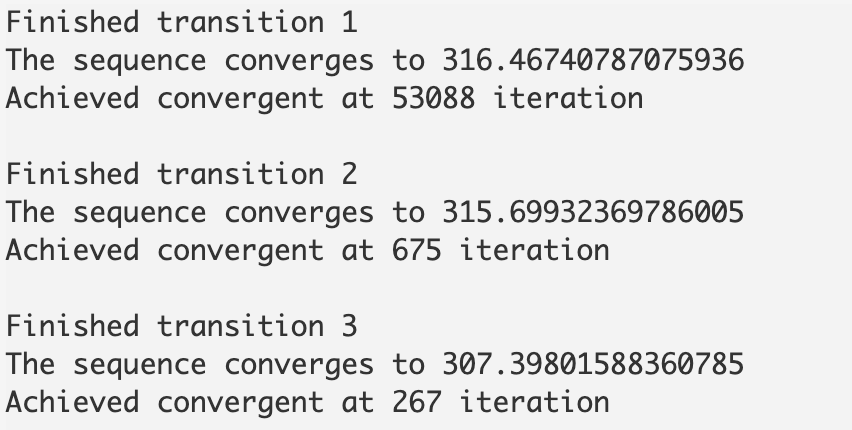 Finished transition 1
The sequence converges to 316.46740787075936
Achieved convergent at 53088 iteration
Finished transition 2
The sequence converges to 315.69932369786005
Achieved convergent at 675 iteration
Finished transition 3
The sequence converges to 307.39801588360785
Achieved convergent at 267 iteration